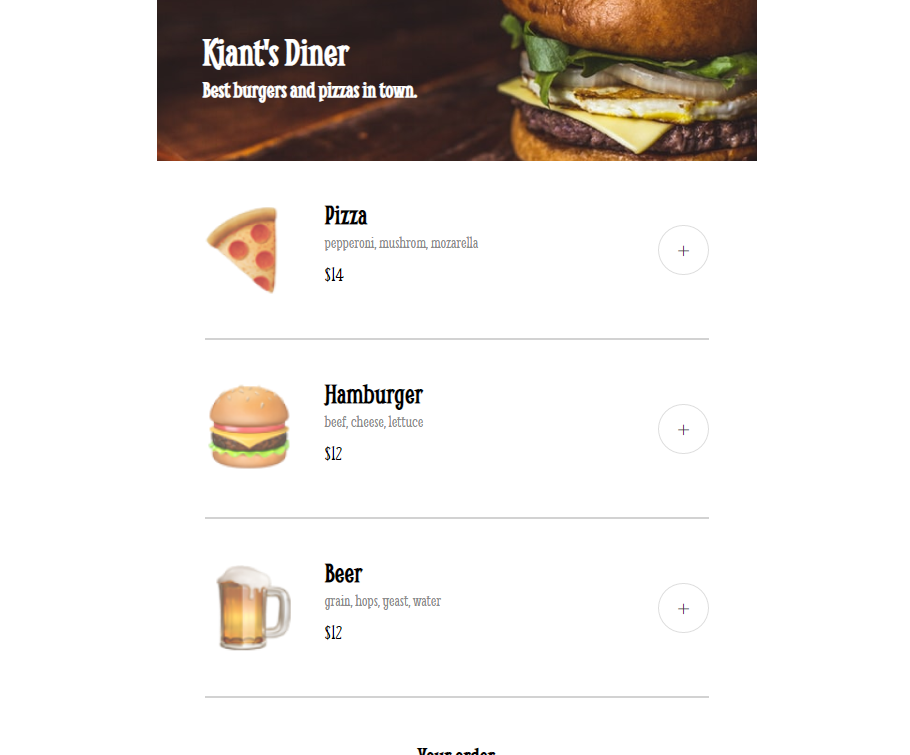 Kjant's Diner
Best burgers and pizzas in town.
Pizza
pepperoni, mushrom, mozarella
$14
+
Hamburger
beef, cheese, lettuce
$12
+
Beer
grain, hops, yeast, water
$12
+
Your order